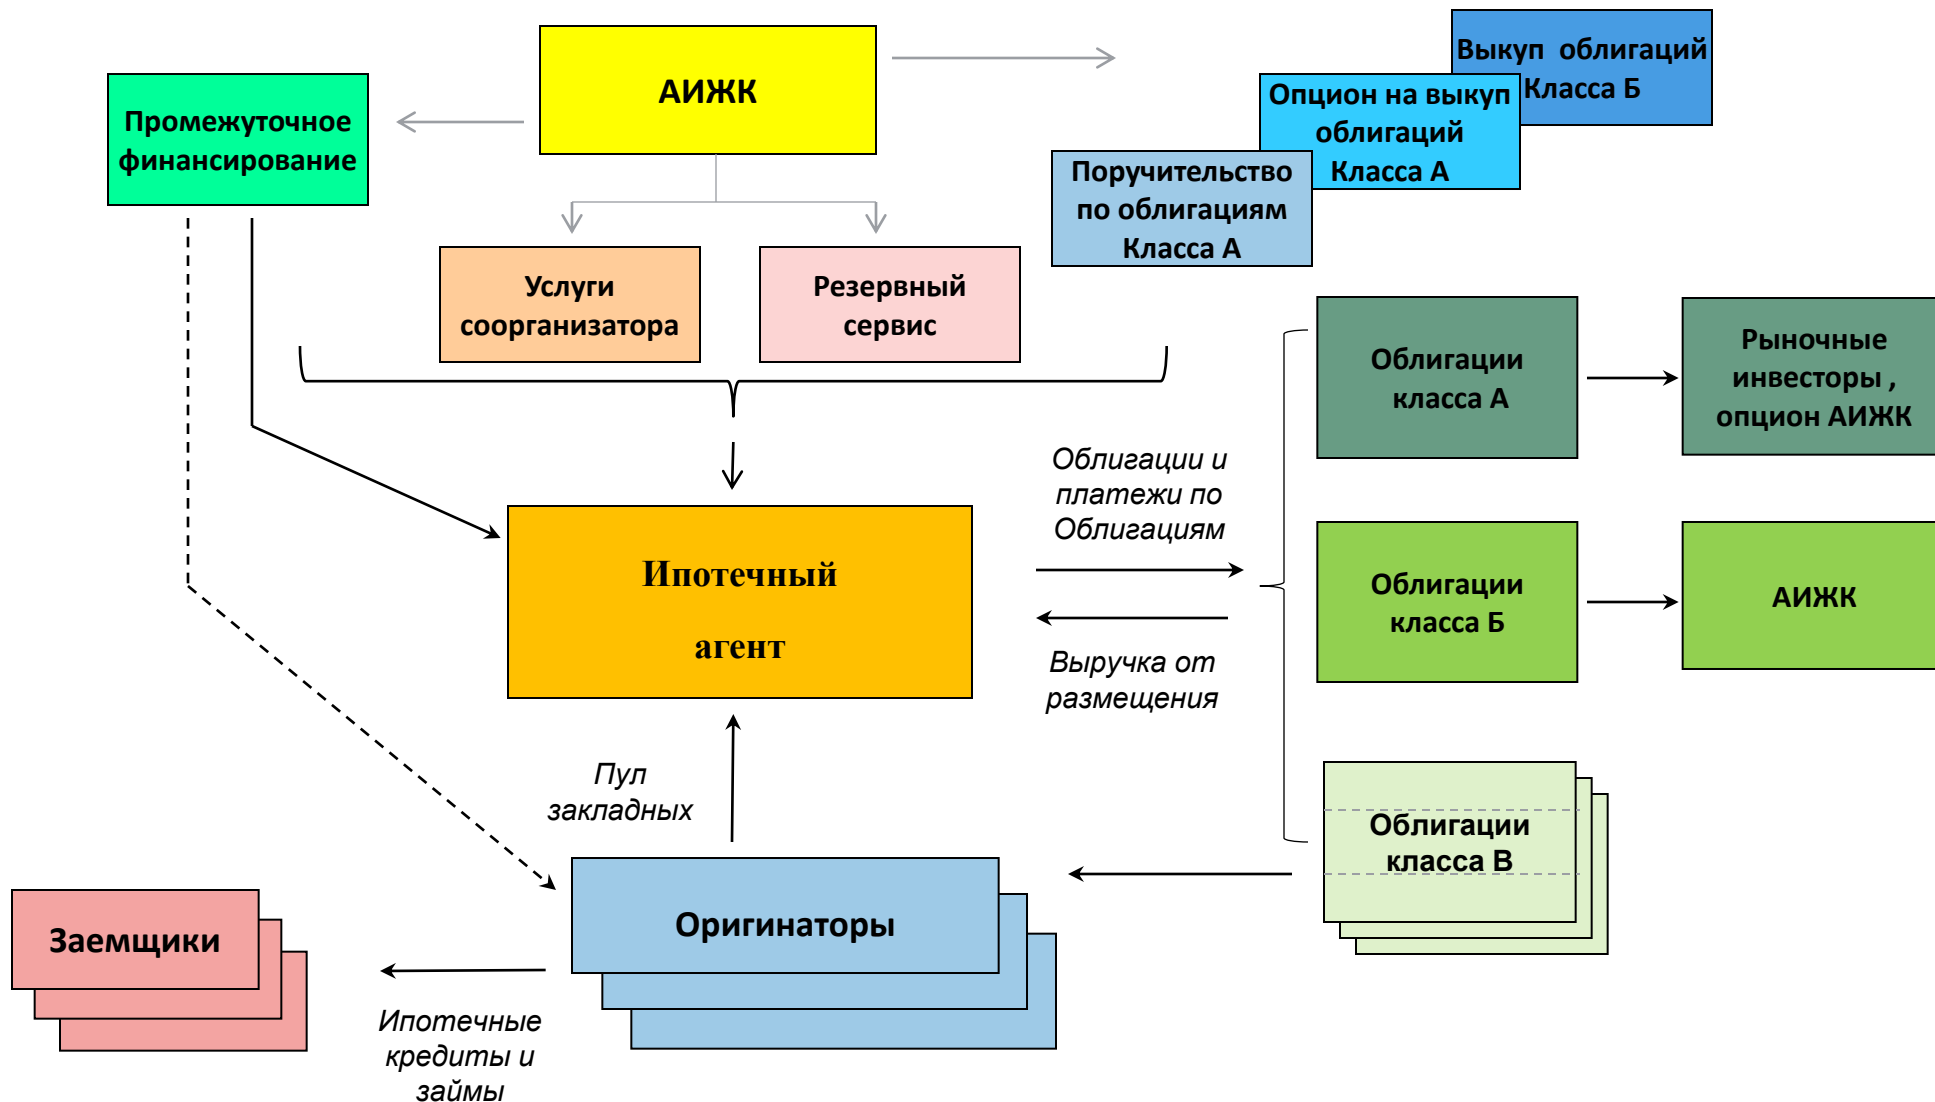 АИЖК
Промежуточное
финансирование
Выкуп облигаций
Класса Б
Опцион на выкуп
облигаций
Класса А
Поручительство
по облигациям
Класса А
Услуги
соорганизатора
Резервный
сервис
Облигации
класса А
Рыночные
инвесторы ,
опцион АИЖК
Облигации и
платежи по
Облигациям
Ипотечный
агент
Облигации
класса Б
АИЖК
Выручка от
размещения
Пул
закладных
Облигации
класса В
Оригинаторы
Заемщики
Ипотечные
кредиты и
займы